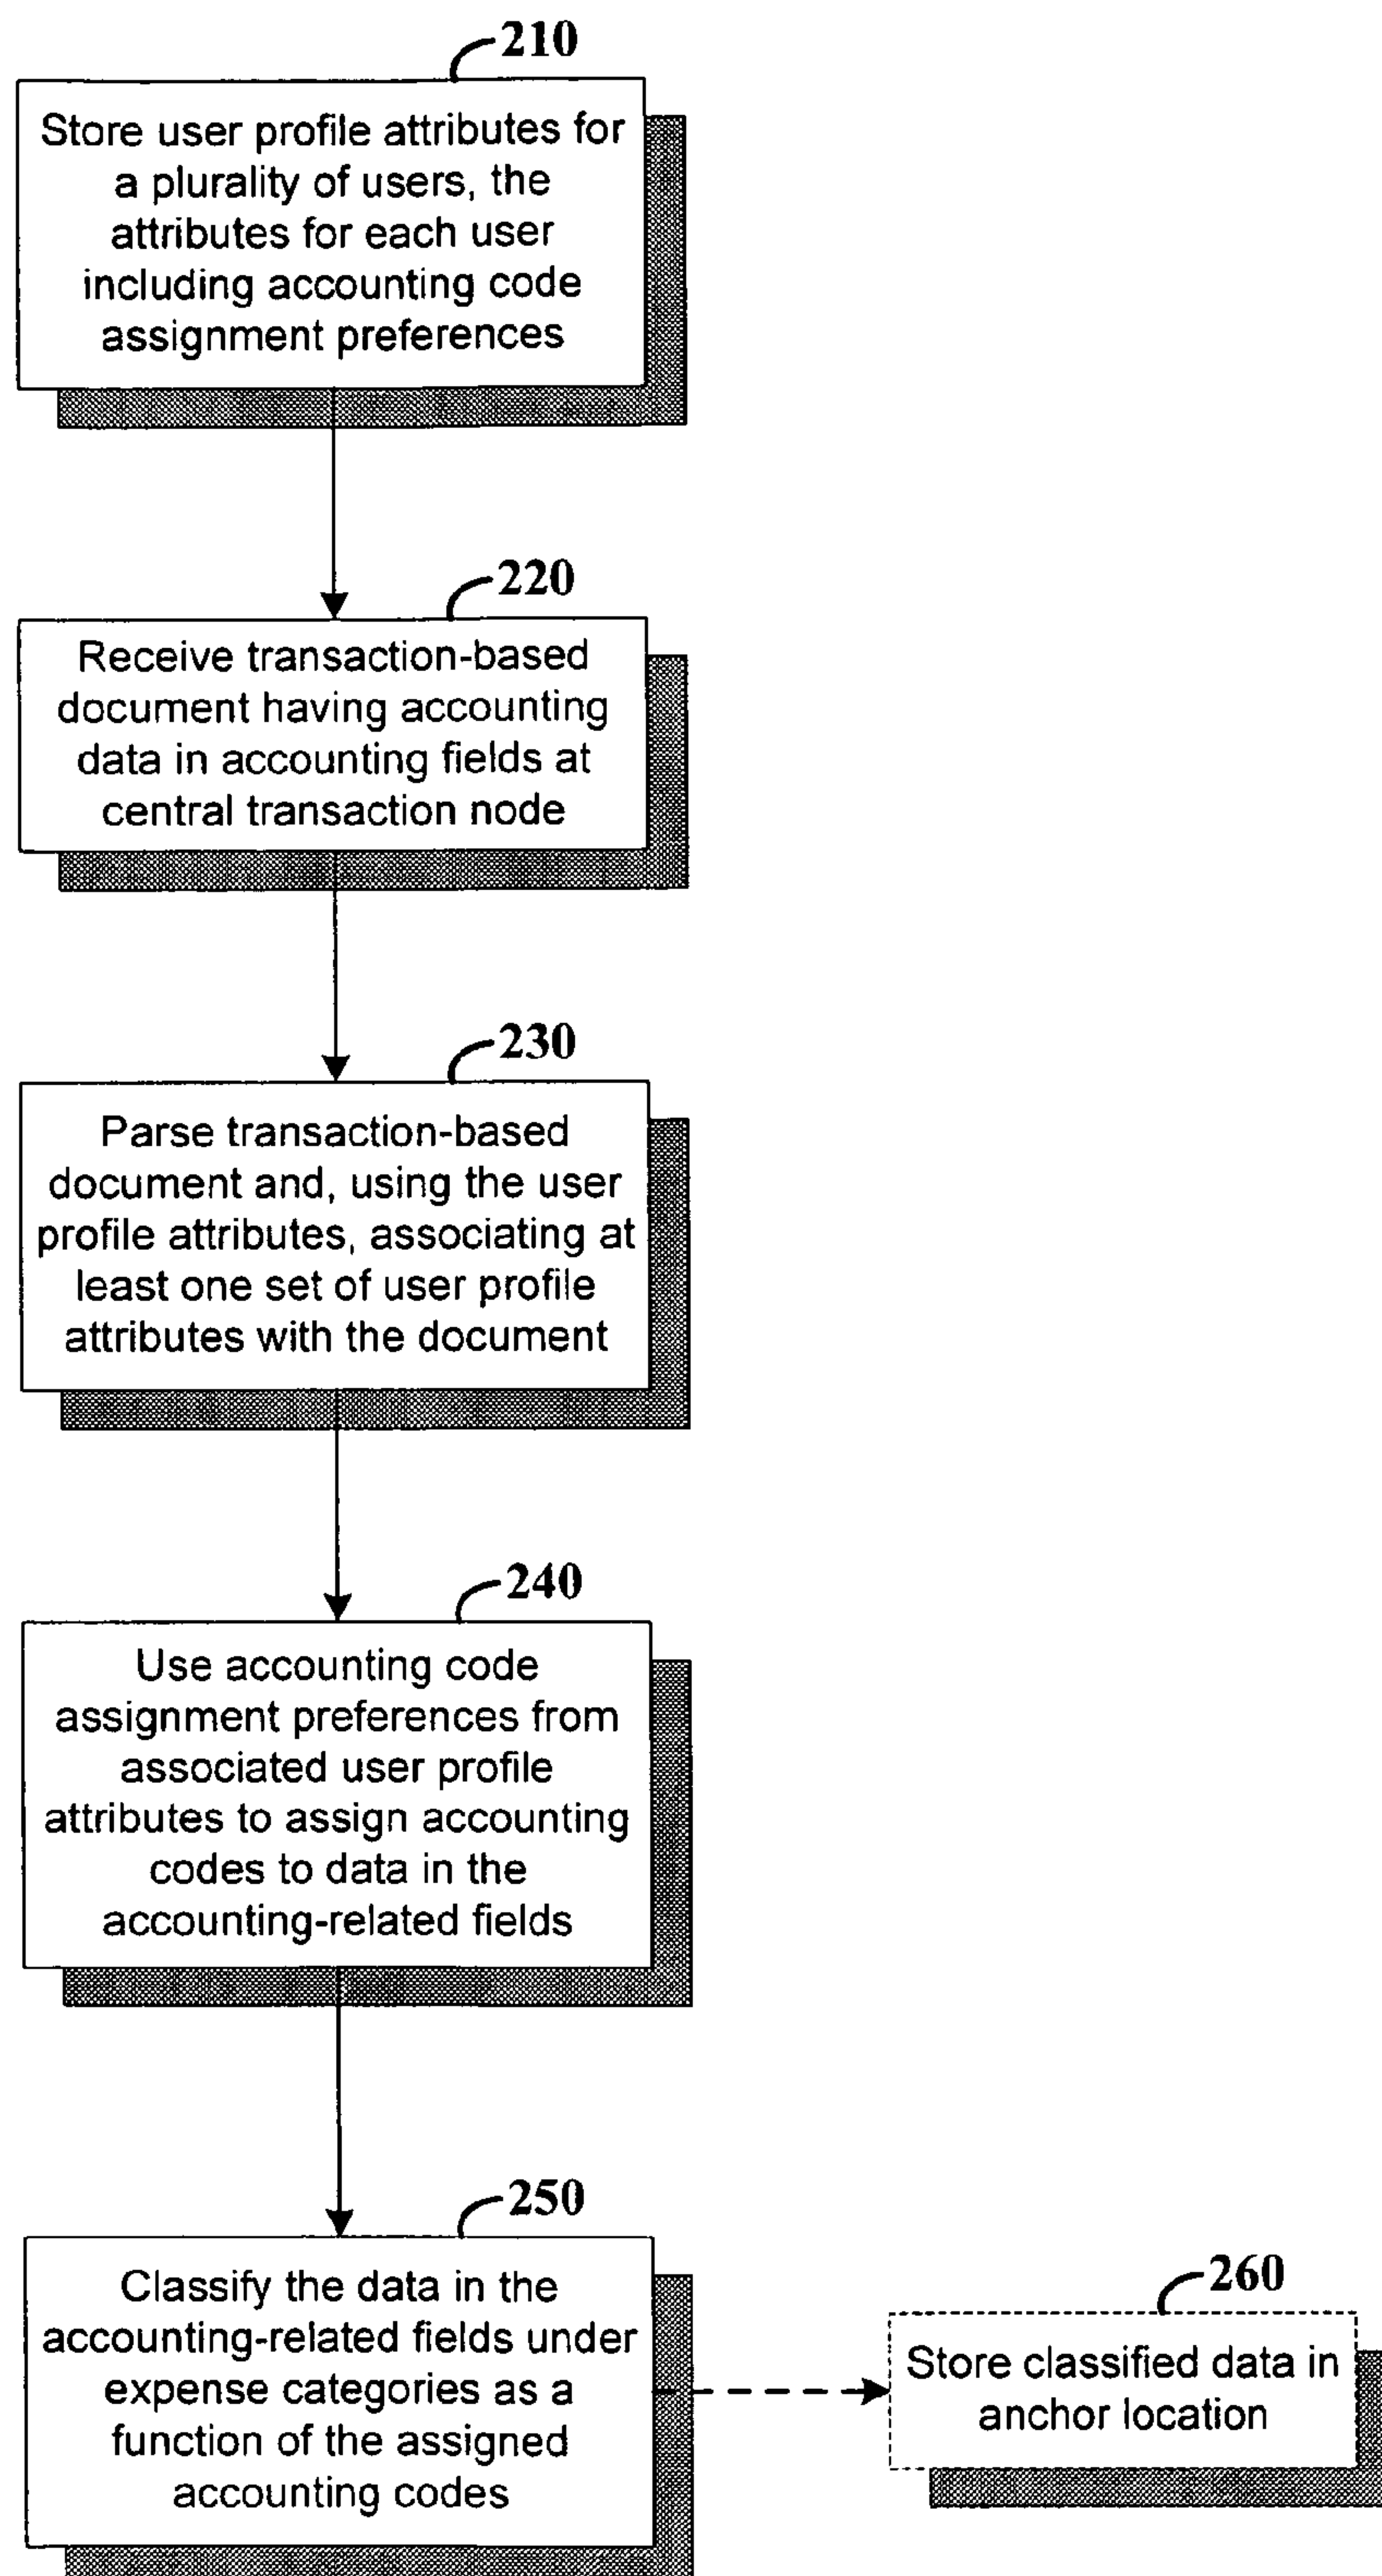 210
Store user profile attributes for
a plurality of users, the
attributes for each user
including accounting code
assignment preferences
220
Receive transaction-based
document having accounting
data in accounting fields at
central transaction node
230
Parse transaction-based
document and, using the user
profile attributes, associating at
least one set of user profile
attributes with the document
240
Use accounting code
assignment preferences from
associated user profile
attributes to assign accounting
codes to data in the
accounting-related fields
250
Classify the data in the
accounting-related fields under
expense categories as a
function of the assigned
accounting codes
260
Store classified data in
anchor location